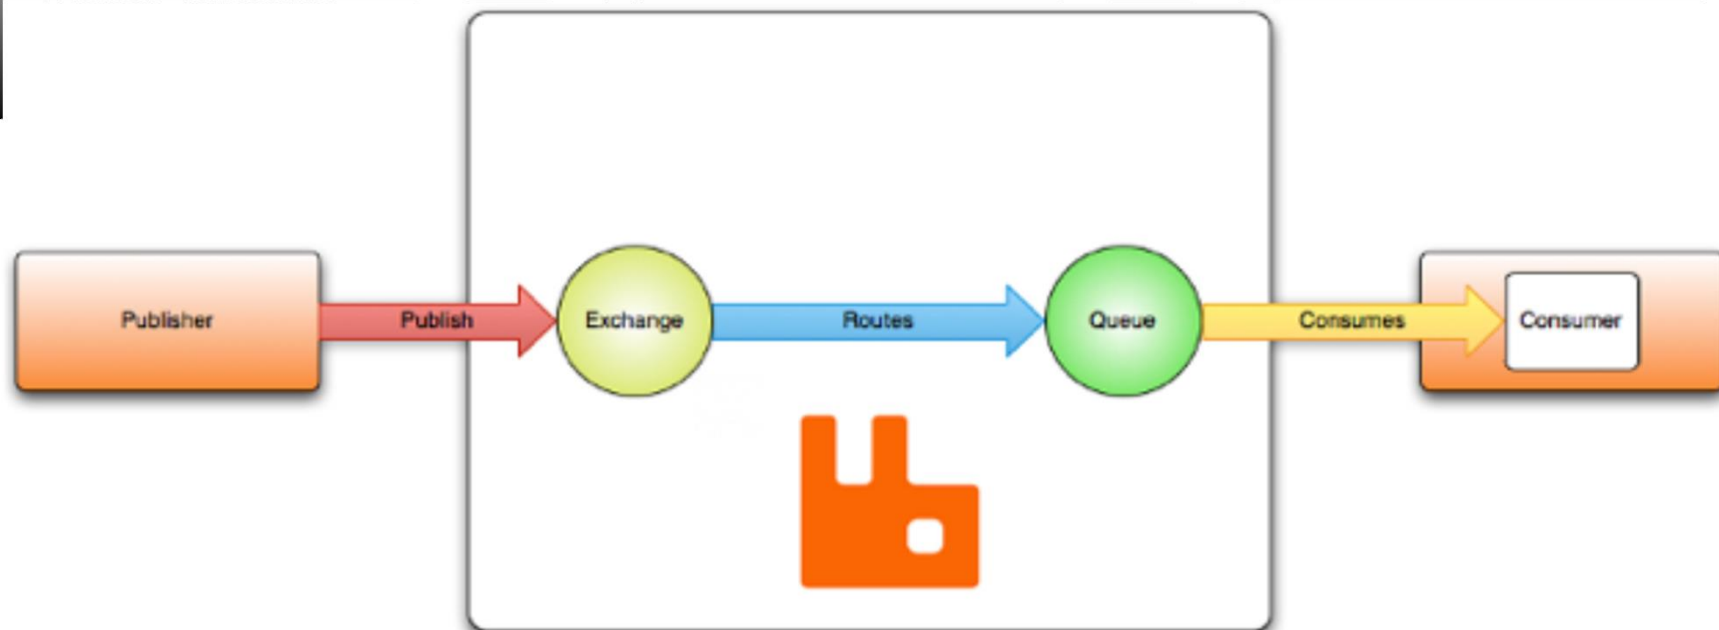 Publisher
Publish
Exchange
Routes
Queue
Consumes
Consumer